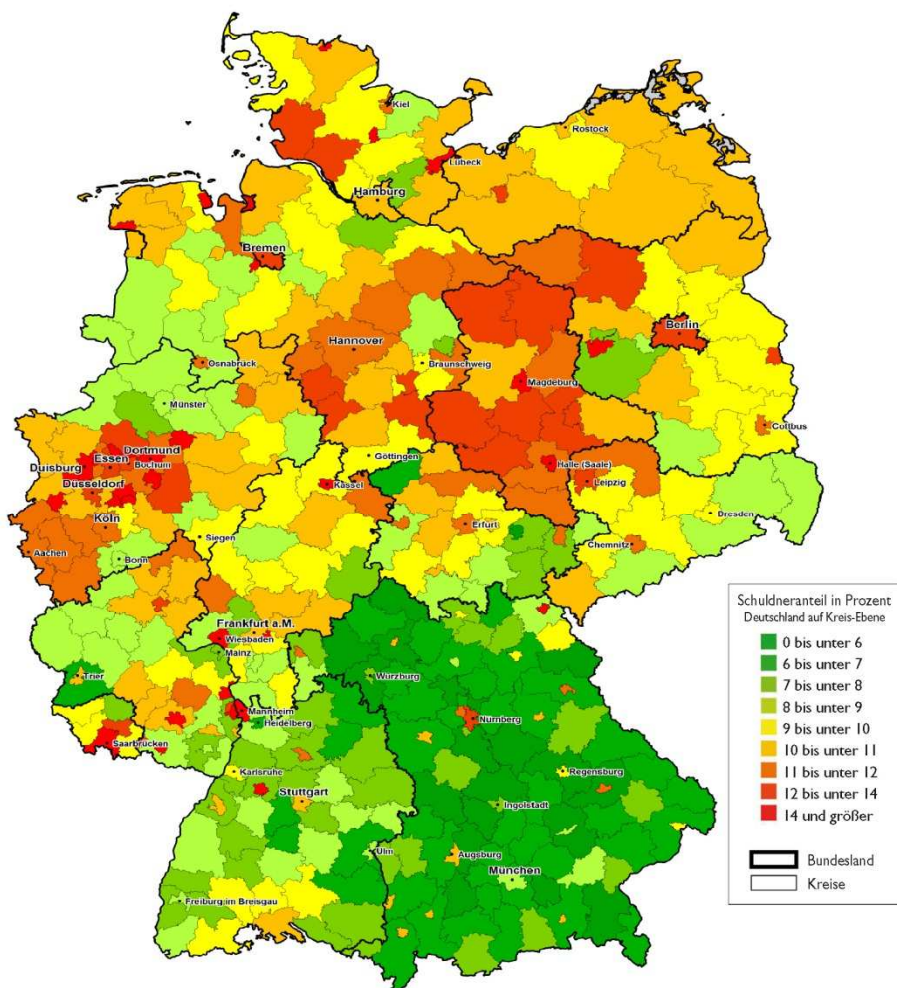 Kiel
Rostock
Lübeck
Hamburg
Bremen
Berlin
Hannover
Osnabrück
Braunschweig
Magdeburg
Münster
Cottbus
Dortmund
Essen
Göttingen
Duisburg
Bochum
Halle (Saale)
Düsseldorf
Kassel
Leipzig
Köln
Dresden
Erfurt
Siegen
Chemnitz
Aachen
Bonn
Frankfurt a.M.
Wiesbaden
Mainz
Trier
Würzburg
Mannheim
Heidelberg
Nürnberg
Saarbrücken
Karlsruhe
Regensburg
Stuttgart
Ingolstadt
Ulm
Augsburg
München
Freiburg im Breisgau
Schuldneranteil in Prozent
Deutschland auf Kreis-Ebene
0 bis unter 6
6 bis unter 7
7 bis unter 8
8 bis unter 9
9 bis unter 10
10 bis unter 11
11 bis unter 12
12 bis unter 14
14 und größer
Bundesland
Kreise